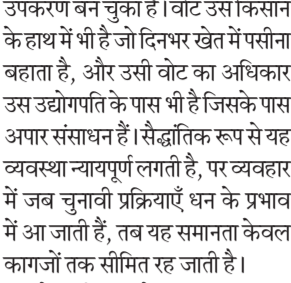 उपकरण बन चुका है। वोट उस किसान
के हाथ में भी है जो दिनभर खेत में पसीना
बहाता है, और उसी वोट का अधिकार
उस उद्योगपति के पास भी है जिसके पास
अपार संसाधन हैं। सैद्धांतिक रूप से यह
व्यवस्था न्यायपूर्ण लगती है, पर व्यवहार
में जब चुनावी प्रक्रियाएँ धन के प्रभाव
में आ जाती हैं, तब यह समानता केवल
कागजों तक सीमित रह जाती है।